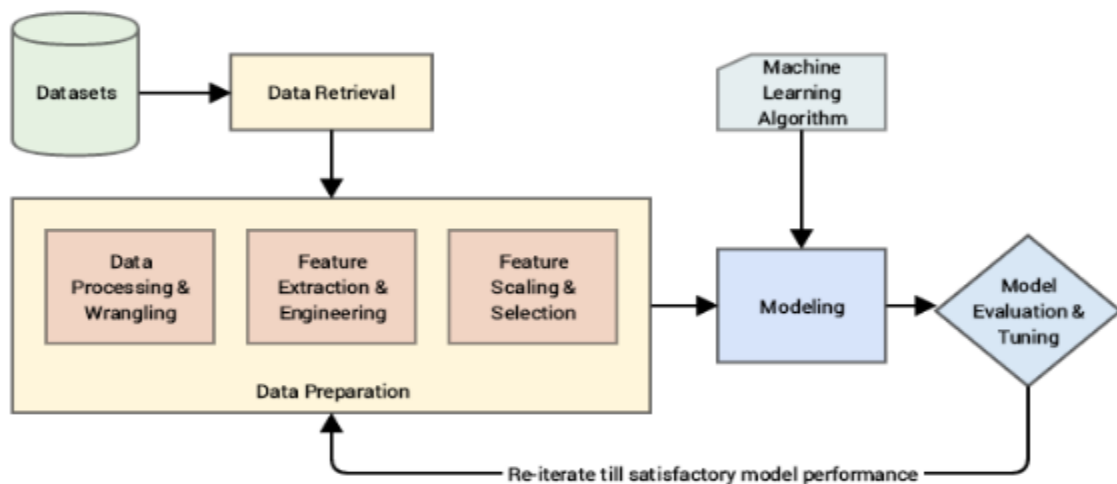 Datasets
Data Retrieval
Machine
Learning
Algorithm
Data
Processing &
Wrangling
Feature
Extraction &
Engineering
Feature
Scaling &
Selection
Data Preparation
Modeling
Model
Evaluation &
Tuning
Re-iterate till satisfactory model performance